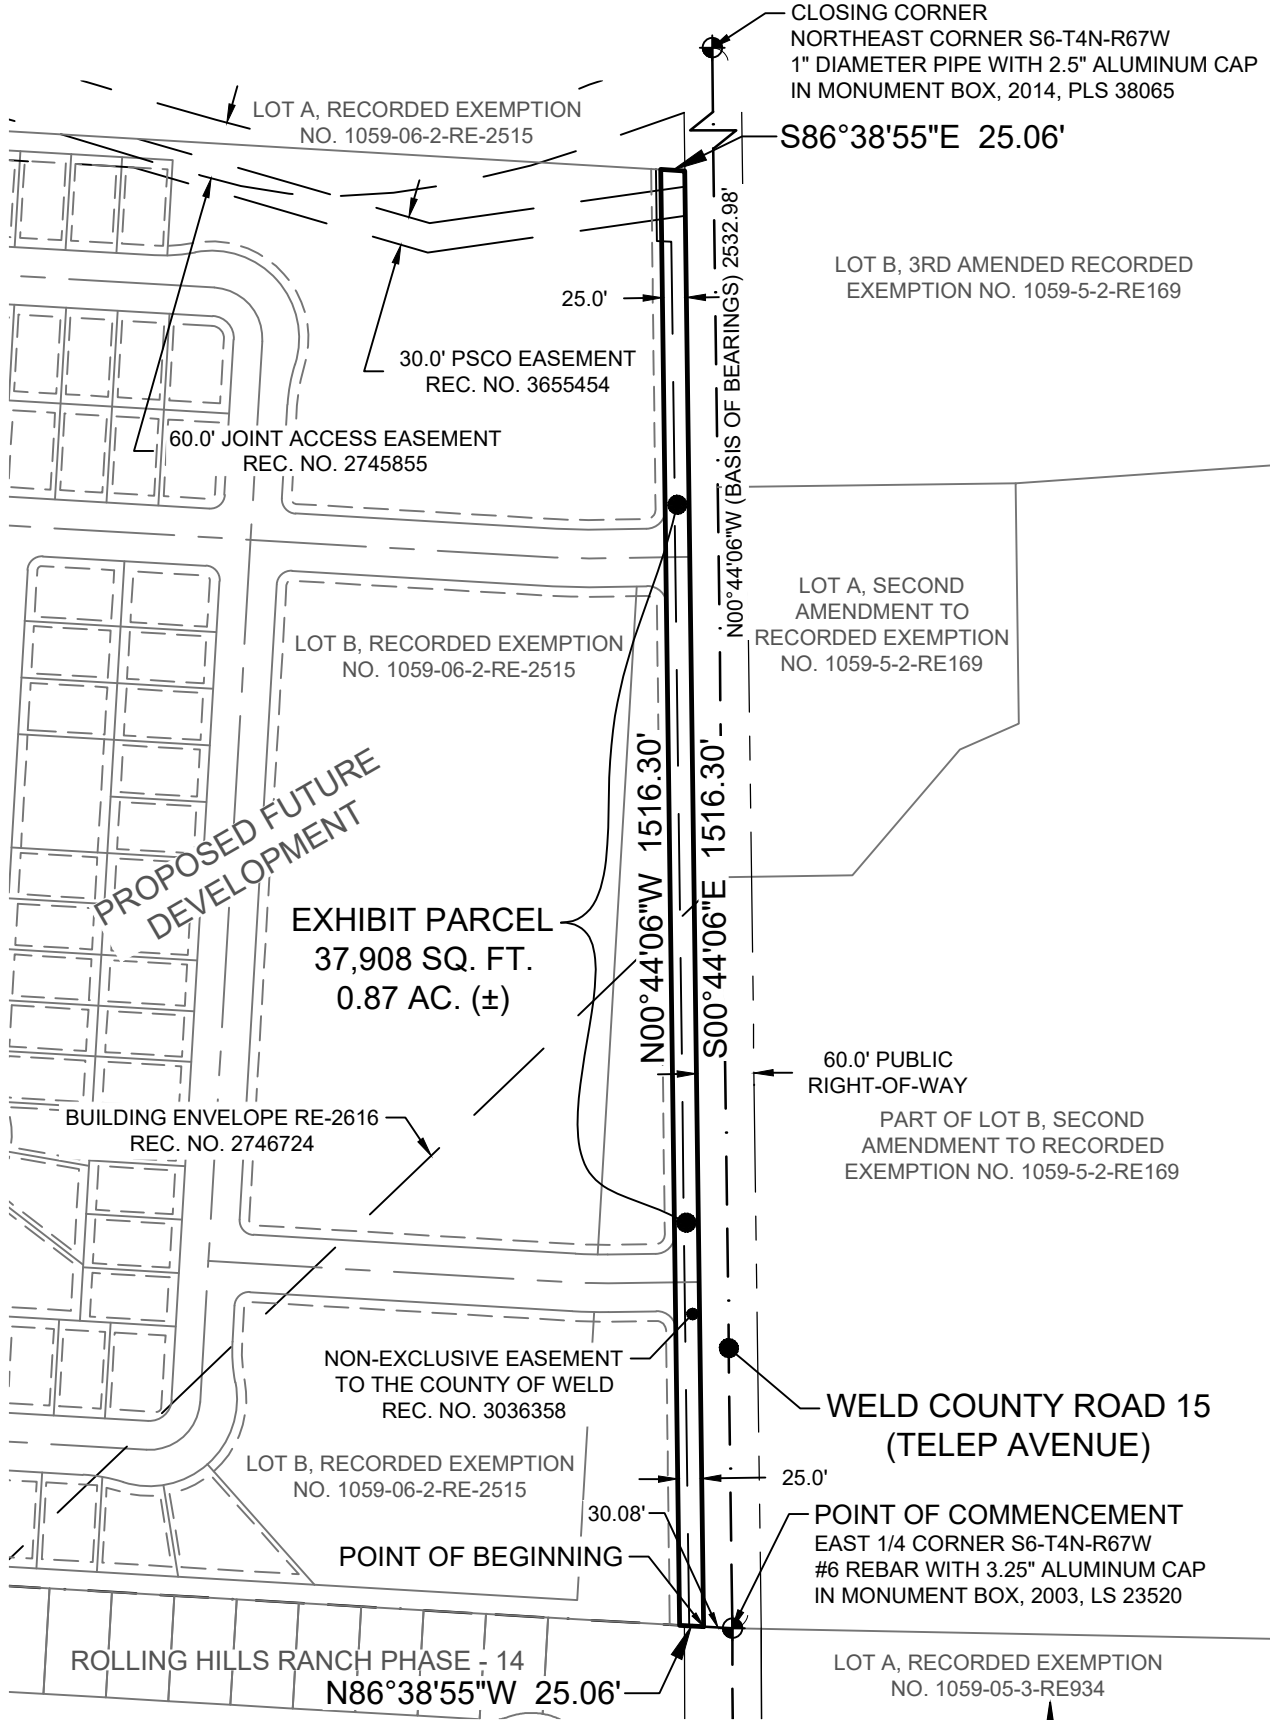 CLOSING CORNER
NORTHEAST CORNER S6-T4N-R67W
1" DIAMETER PIPE WITH 2.5" ALUMINUM CAP
IN MONUMENT BOX, 2014, PLS 38065
LOT A, RECORDED EXEMPTION
NO. 1059-06-2-RE-2515
S86°38'55"E 25.06'
N00°44'06"W (BASIS OF BEARINGS) 2532.98'
LOT B, 3RD AMENDED RECORDED
EXEMPTION NO. 1059-5-2-RE169
25.0'
30.0' PSCO EASEMENT
REC. NO. 3655454
60.0' JOINT ACCESS EASEMENT
REC. NO. 2745855
LOT A, SECOND
AMENDMENT TO
RECORDED EXEMPTION
NO. 1059-5-2-RE169
LOT B, RECORDED EXEMPTION
NO. 1059-06-2-RE-2515
PROPOSED FUTURE
DEVELOPMENT
N00°44'06"W 1516.30'
S00°44'06"E 1516.30'
EXHIBIT PARCEL
37,908 SQ. FT.
0.87 AC. (±)
60.0' PUBLIC
RIGHT-OF-WAY
BUILDING ENVELOPE RE-2616
REC. NO. 2746724
PART OF LOT B, SECOND
AMENDMENT TO RECORDED
EXEMPTION NO. 1059-5-2-RE169
NON-EXCLUSIVE EASEMENT
TO THE COUNTY OF WELD
REC. NO. 3036358
WELD COUNTY ROAD 15
(TELEP AVENUE)
LOT B, RECORDED EXEMPTION
NO. 1059-06-2-RE-2515
25.0'
30.08'
POINT OF COMMENCEMENT
EAST 1/4 CORNER S6-T4N-R67W
#6 REBAR WITH 3.25" ALUMINUM CAP
IN MONUMENT BOX, 2003, LS 23520
POINT OF BEGINNING
ROLLING HILLS RANCH PHASE - 14
N86°38'55"W 25.06'
LOT A, RECORDED EXEMPTION
NO. 1059-05-3-RE934